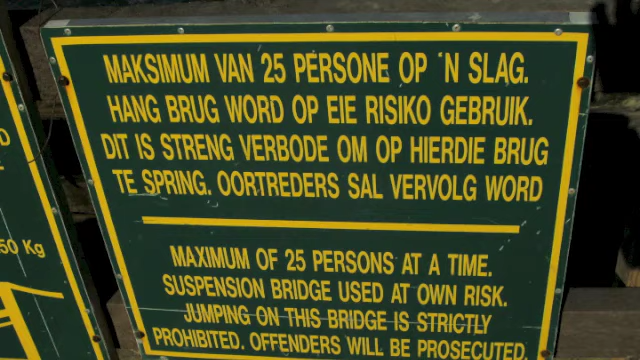 MAKSIMUM VAN 25 PERSONE OP 'N SLAG.
HANG BRUG WORD OP EIE RISIKO GEBRUIK.
DIT IS STRENG VERBODE OM OP HIERDIE BRUG
TE SPRING. OORTREDERS SAL VERVOLG WORD
MAXIMUM OF 25 PERSONS AT A TIME.
SUSPENSION BRIDGE USED AT OWN RISK.
JUMPING ON THIS BRIDGE IS STRICTLY
PROHIBITED. OFFENDERS WILL BE PROSECUTED.
50 Kg